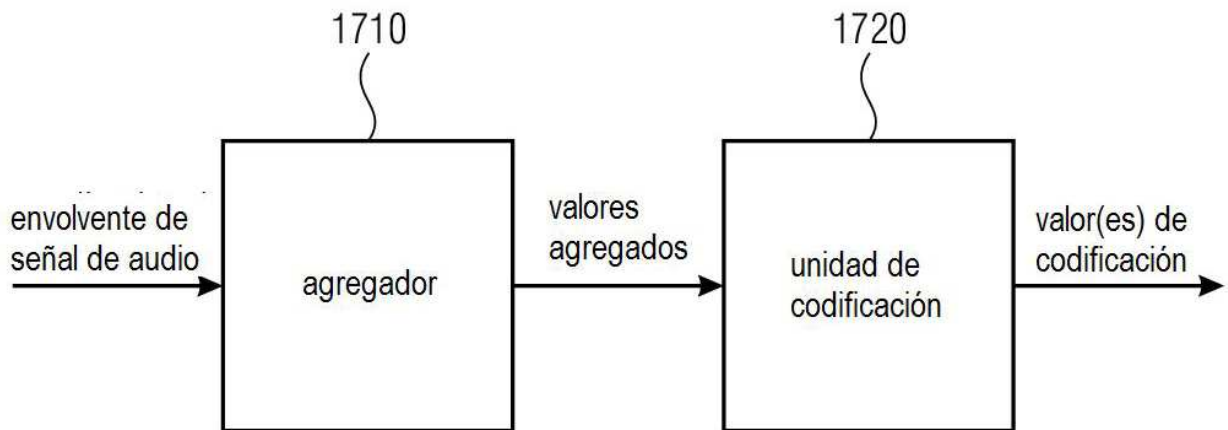 1710
1720
envolvente de
señal de audio
agregador
valores
agregados
unidad de
codificación
valor(es) de
codificación